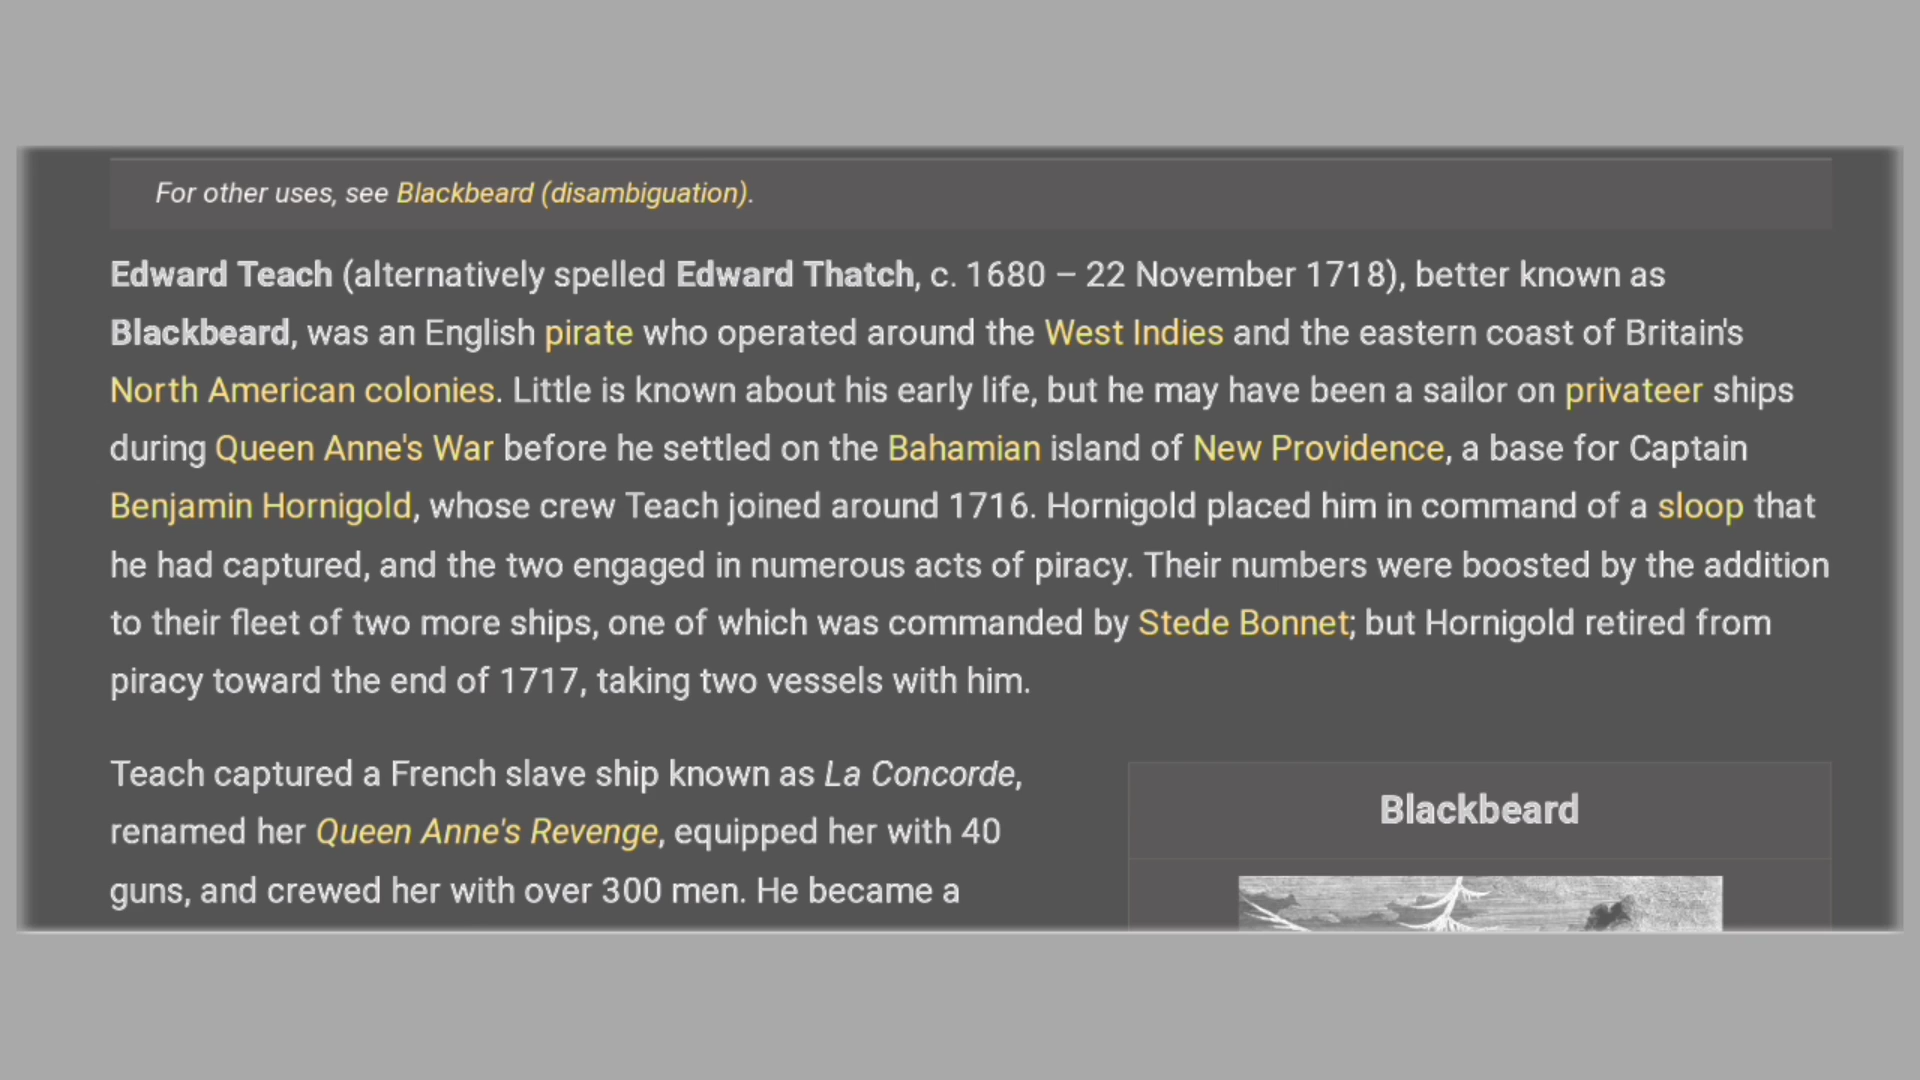 For other uses, see Blackbeard (disambiguation).
Edward Teach (alternatively spelled Edward Thatch, c. 1680 – 22 November 1718), better known as
Blackbeard, was an English pirate who operated around the West Indies and the eastern coast of Britain's
North American colonies. Little is known about his early life, but he may have been a sailor on privateer ships
during Queen Anne's War before he settled on the Bahamian island of New Providence, a base for Captain
Benjamin Hornigold, whose crew Teach joined around 1716. Hornigold placed him in command of a sloop that
he had captured, and the two engaged in numerous acts of piracy. Their numbers were boosted by the addition
to their fleet of two more ships, one of which was commanded by Stede Bonnet; but Hornigold retired from
piracy toward the end of 1717, taking two vessels with him.
Teach captured a French slave ship known as La Concorde,
renamed her Queen Anne's Revenge, equipped her with 40
guns, and crewed her with over 300 men. He became a
Blackbeard